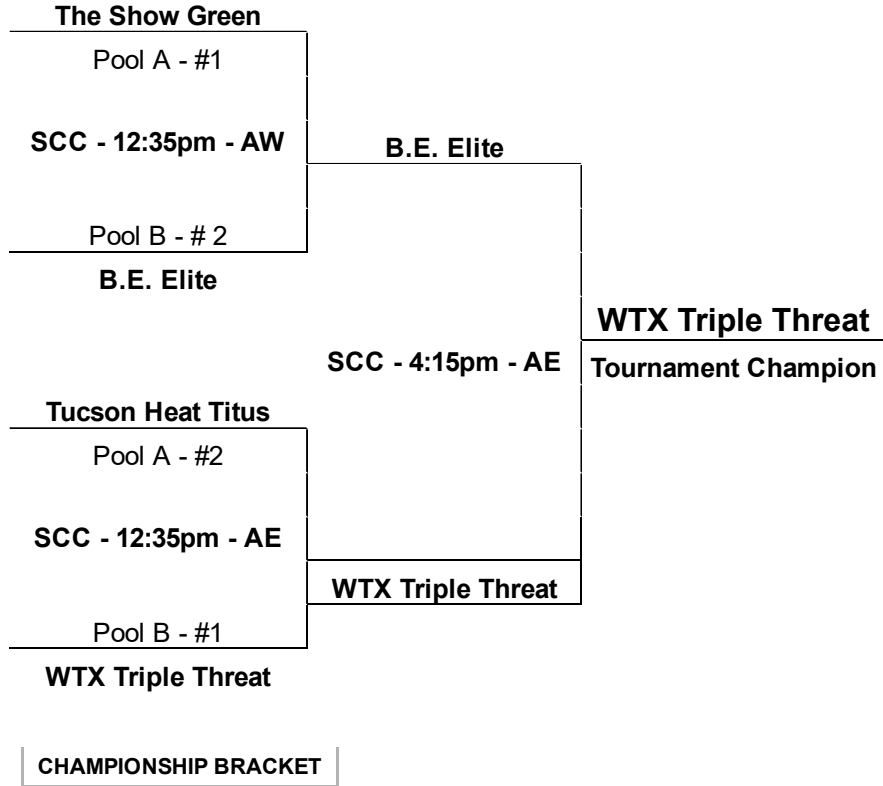 The Show Green
Pool A - #1
SCC - 12:35pm - AW
B.E. Elite
Pool B - # 2
B.E. Elite
WTX Triple Threat
SCC - 4:15pm - AE
Tournament Champion
Tucson Heat Titus
Pool A - #2
SCC - 12:35pm - AE
WTX Triple Threat
Pool B - #1
WTX Triple Threat
CHAMPIONSHIP BRACKET